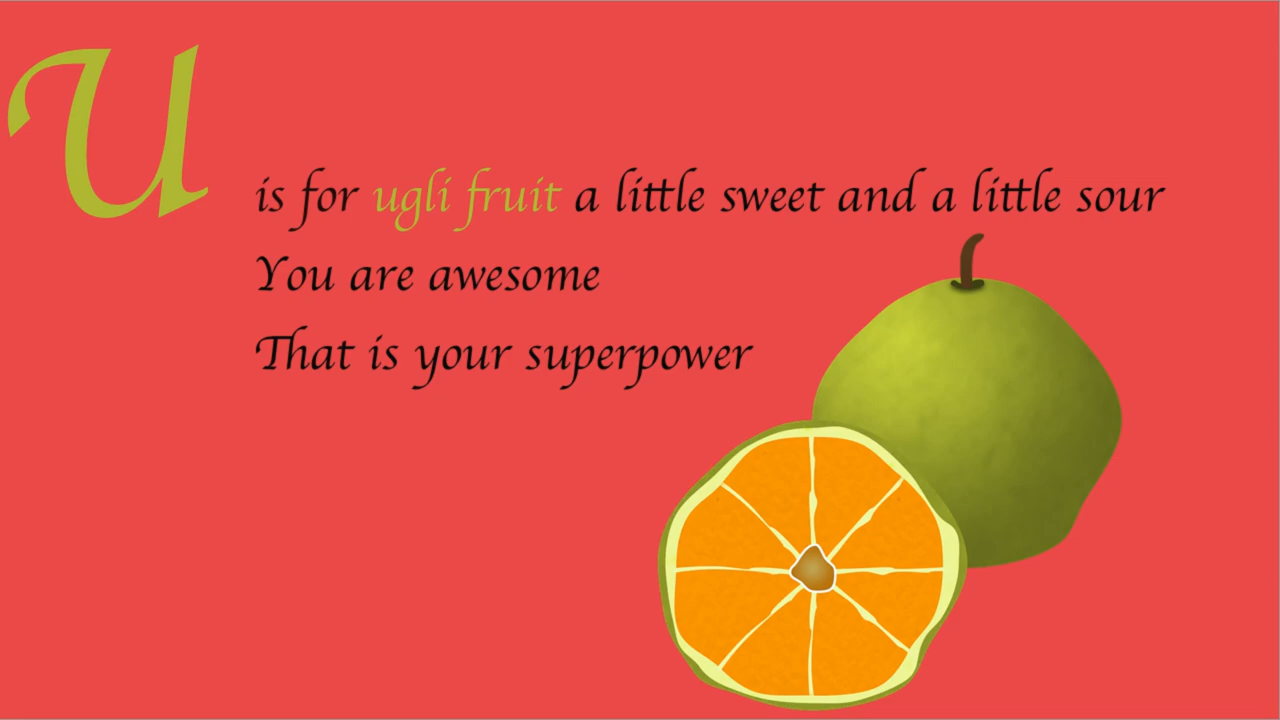 U
is for ugli fruit a little sweet and a little sour
You are awesome
That is your superpower